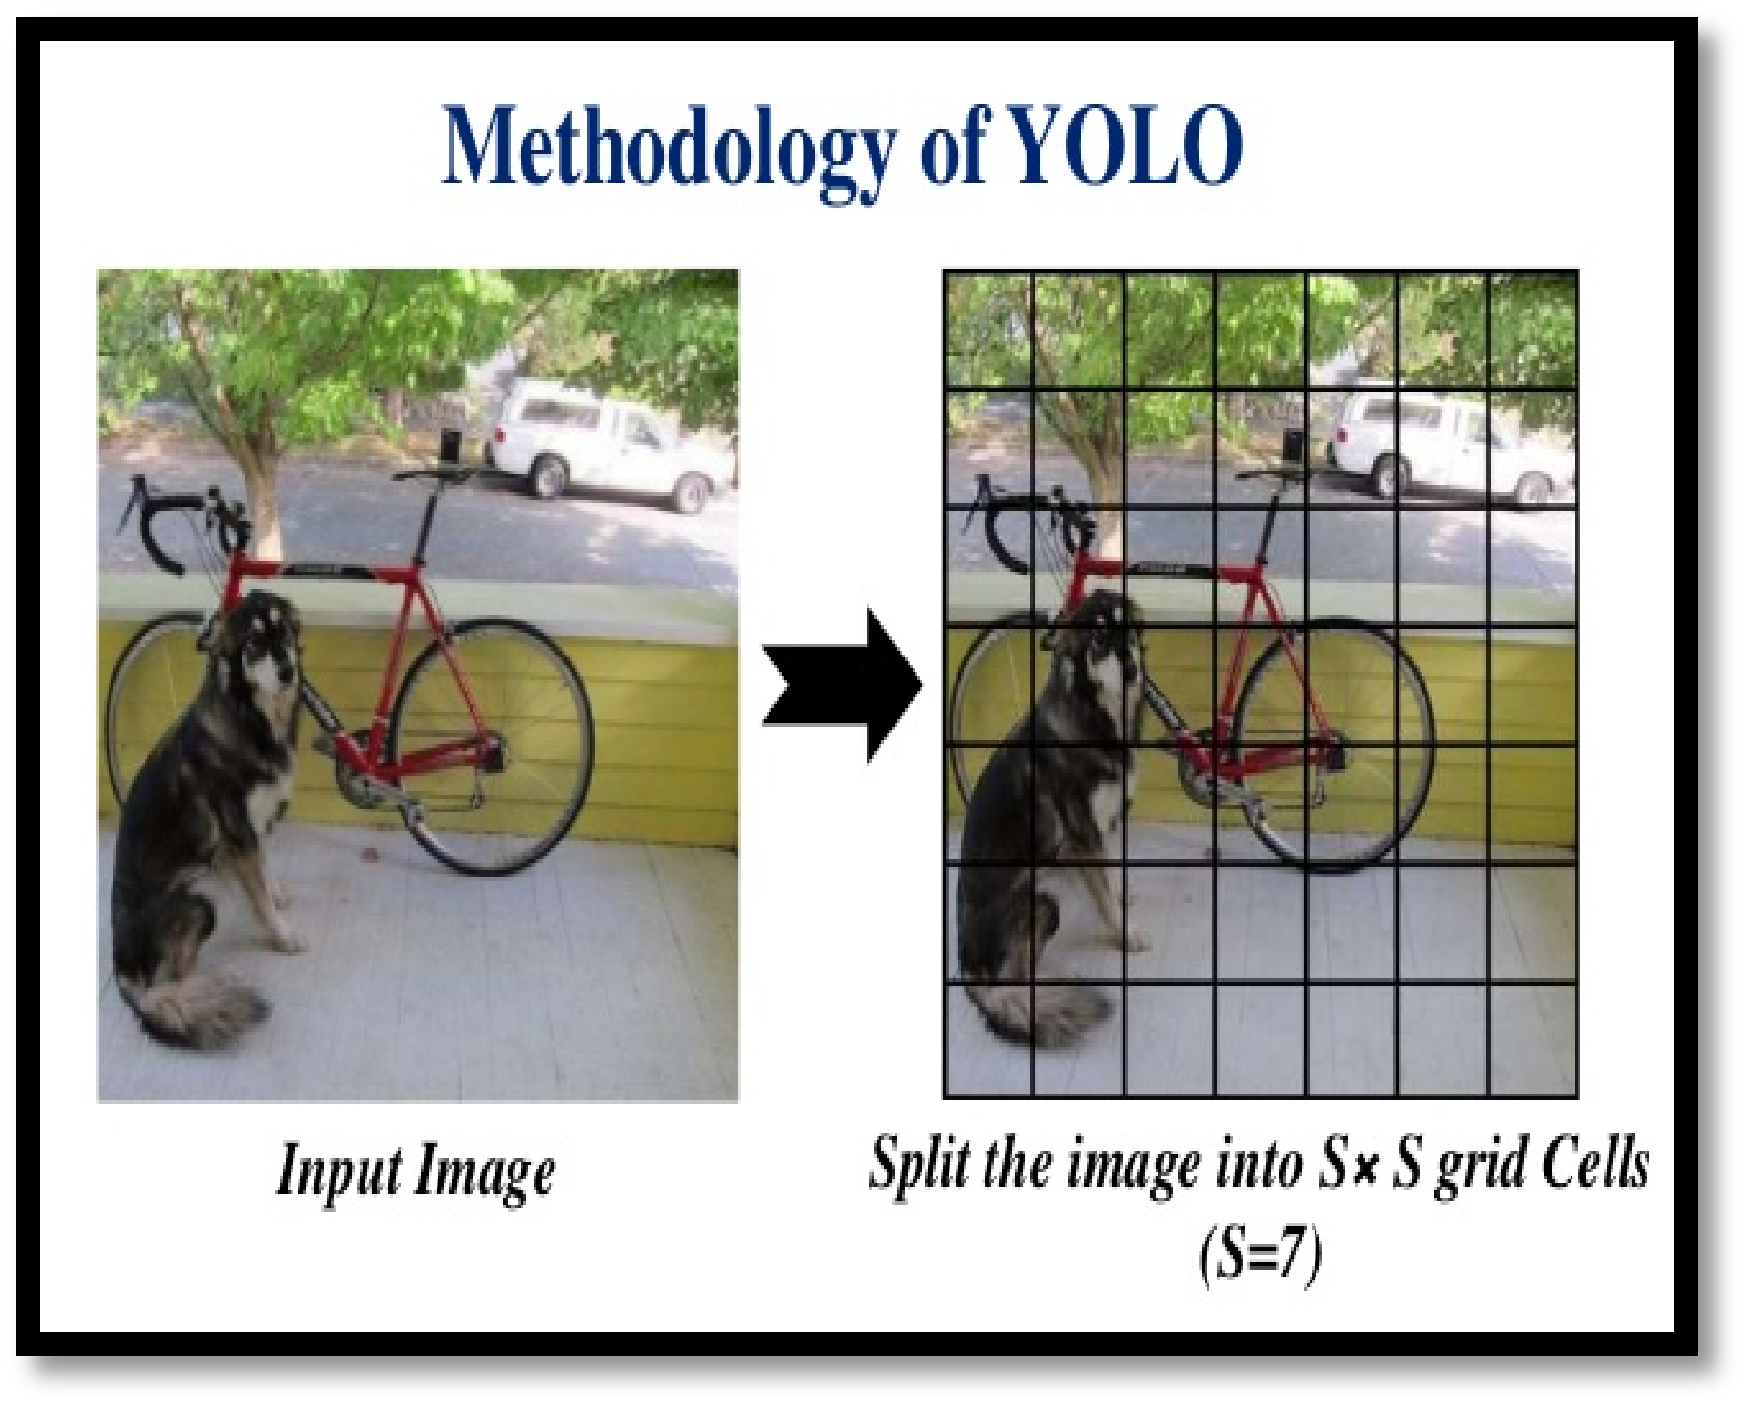 Methodology of YOLO
Input Image
Split the image into S× S grid Cells
(S=7)